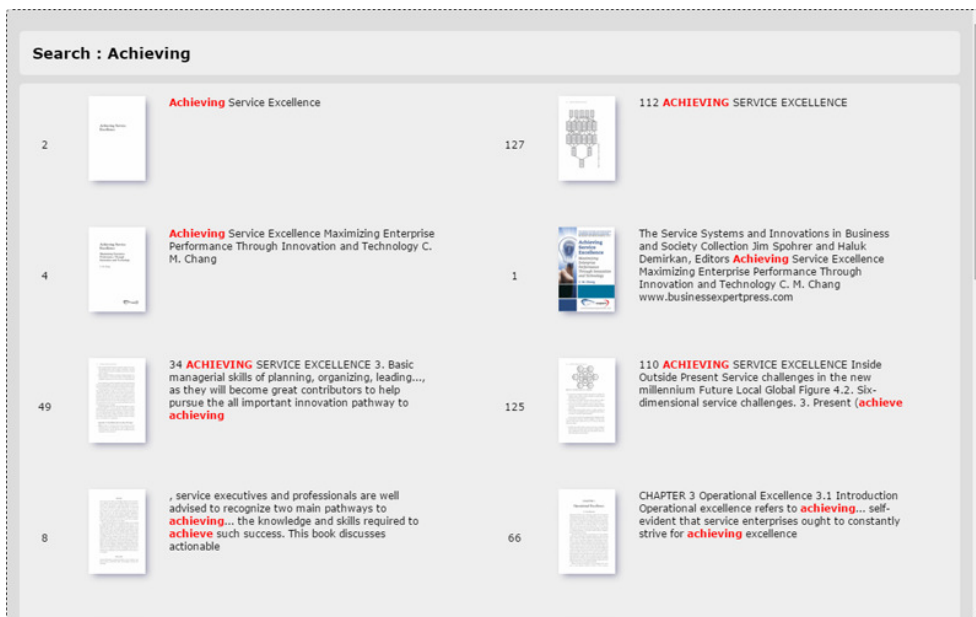 Search : Achieving
2
Achieving Service Excellence
127
112 ACHIEVING SERVICE EXCELLENCE
4
Achieving Service Excellence Maximizing Enterprise
Performance Through Innovation and Technology C.
M. Chang
1
Achieving
Service
Excellence
The Service Systems and Innovations in Business
and Society Collection Jim Spohrer and Haluk
Demirkan, Editors Achieving Service Excellence
Maximizing Enterprise Performance Through
Innovation and Technology C. M. Chang
www.businessexpertpress.com
49
34 ACHIEVING SERVICE EXCELLENCE 3. Basic
managerial skills of planning, organizing, leading...,
as they will become great contributors to help
pursue the all important innovation pathway to
achieving
125
110 ACHIEVING SERVICE EXCELLENCE Inside
Outside Present Service challenges in the new
millennium Future Local Global Figure 4.2. Six-
dimensional service challenges. 3. Present (achieve
8
, service executives and professionals are well
advised to recognize two main pathways to
achieving... the knowledge and skills required to
achieve such success. This book discusses
actionable
66
CHAPTER 3 Operational Excellence 3.1 Introduction
Operational excellence refers to achieving... self-
evident that service enterprises ought to constantly
strive for achieving excellence